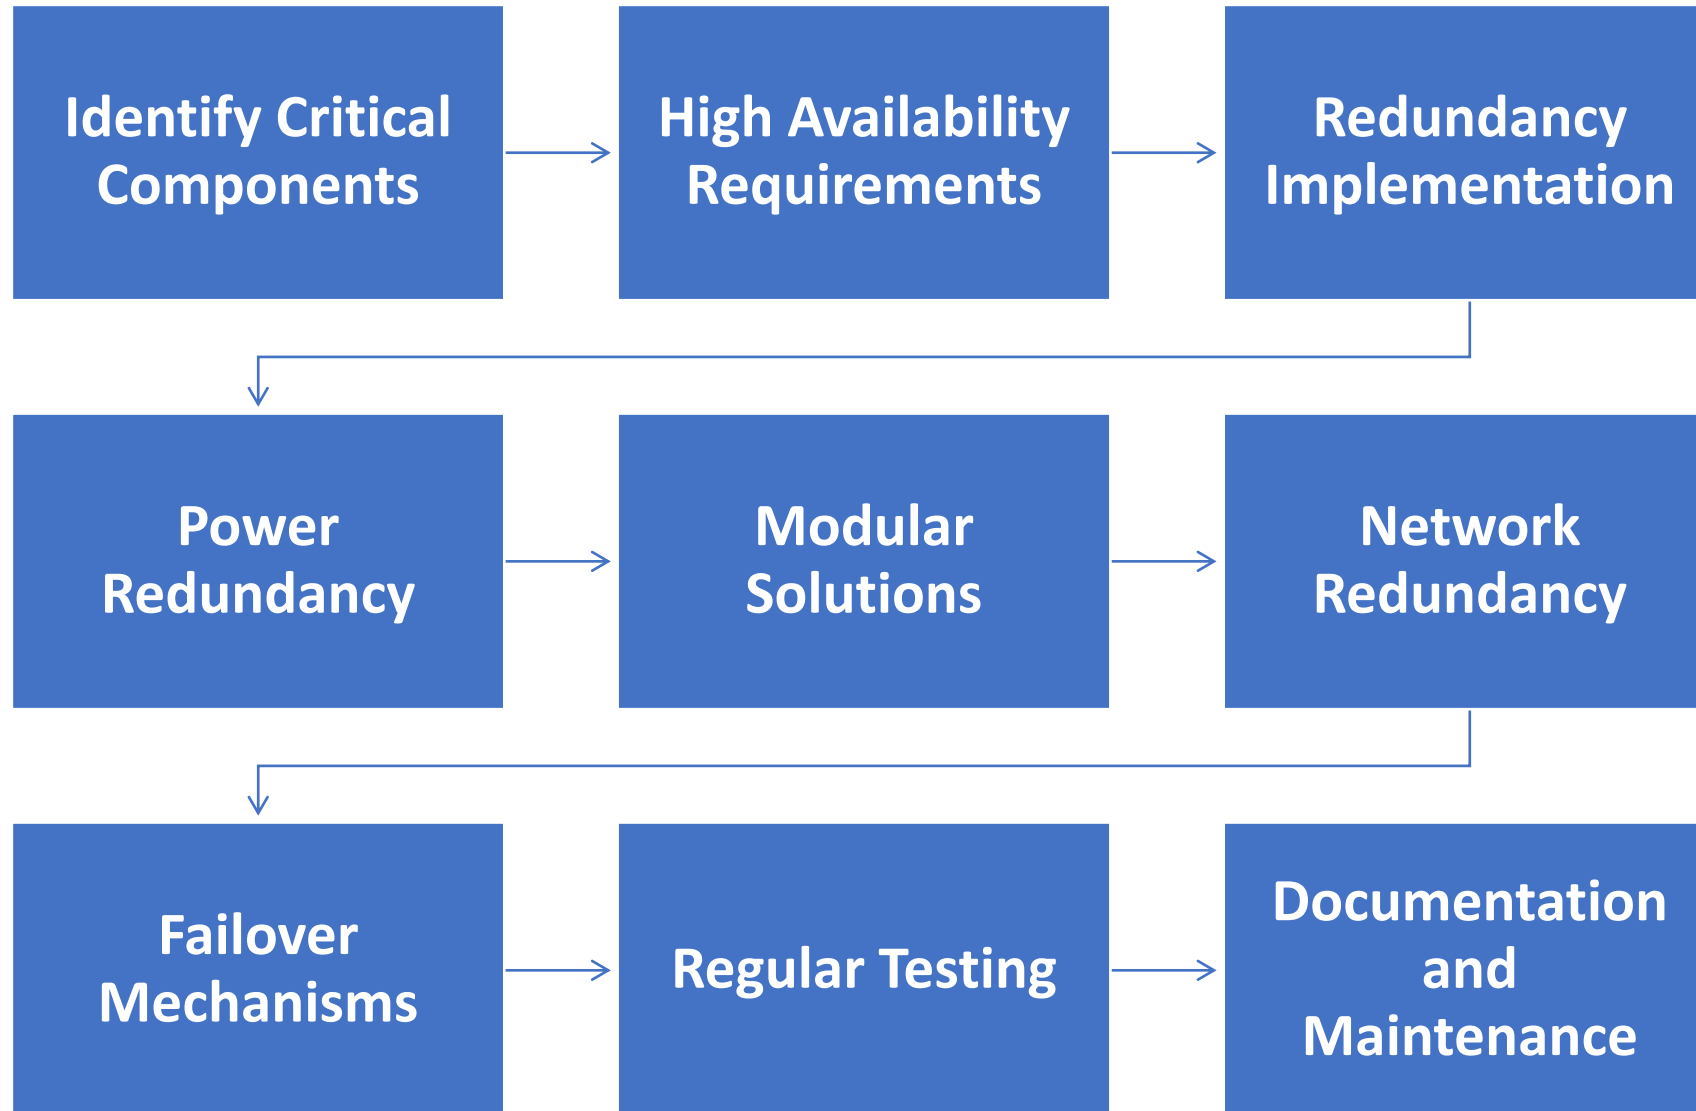 Identify Critical
Components
High Availability
Requirements
Redundancy
Implementation
Power
Redundancy
Modular
Solutions
Network
Redundancy
Failover
Mechanisms
Regular Testing
Documentation
and
Maintenance